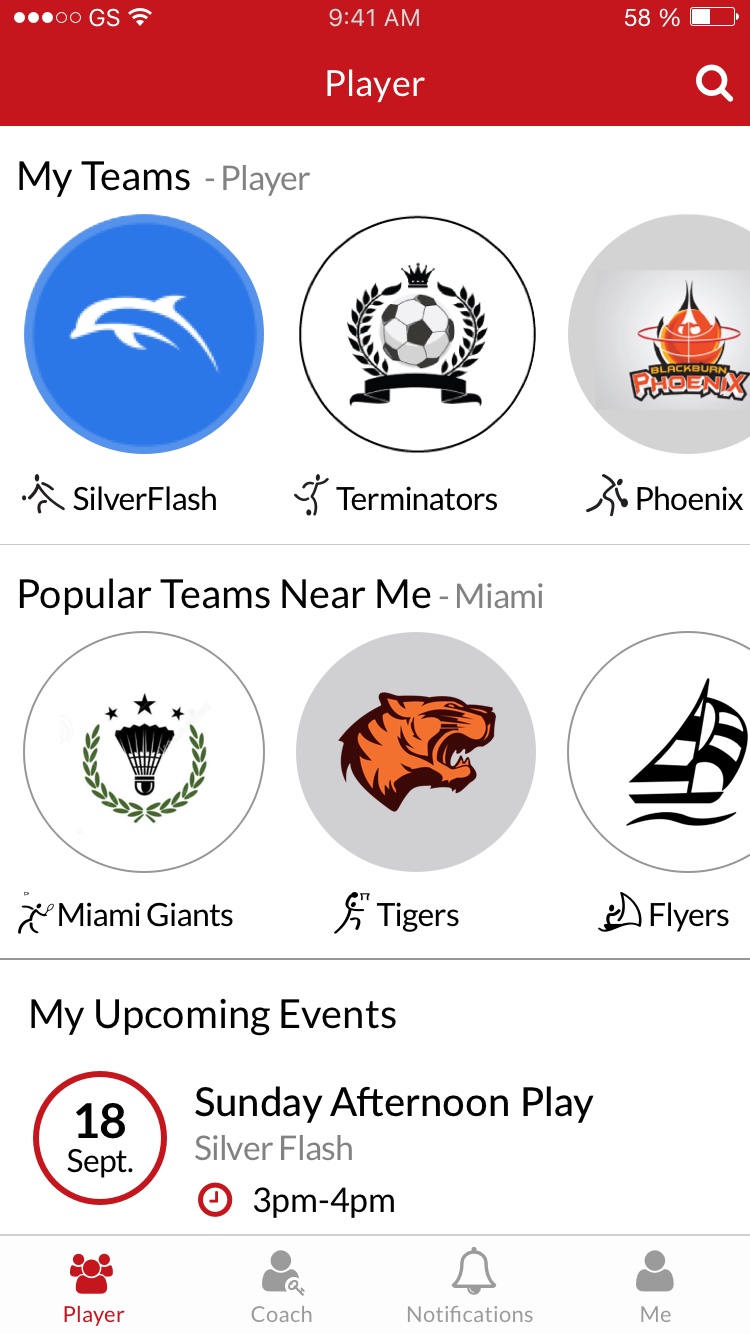 GS 9:41 AM 58 %
Player
My Teams - Player
BLACKBURN
PHOENIX
SilverFlash Terminators Phoenix
Popular Teams Near Me - Miami
Miami Giants Tigers Flyers
My Upcoming Events
18
Sept.
Sunday Afternoon Play
Silver Flash
3pm-4pm
Player Coach Notifications Me